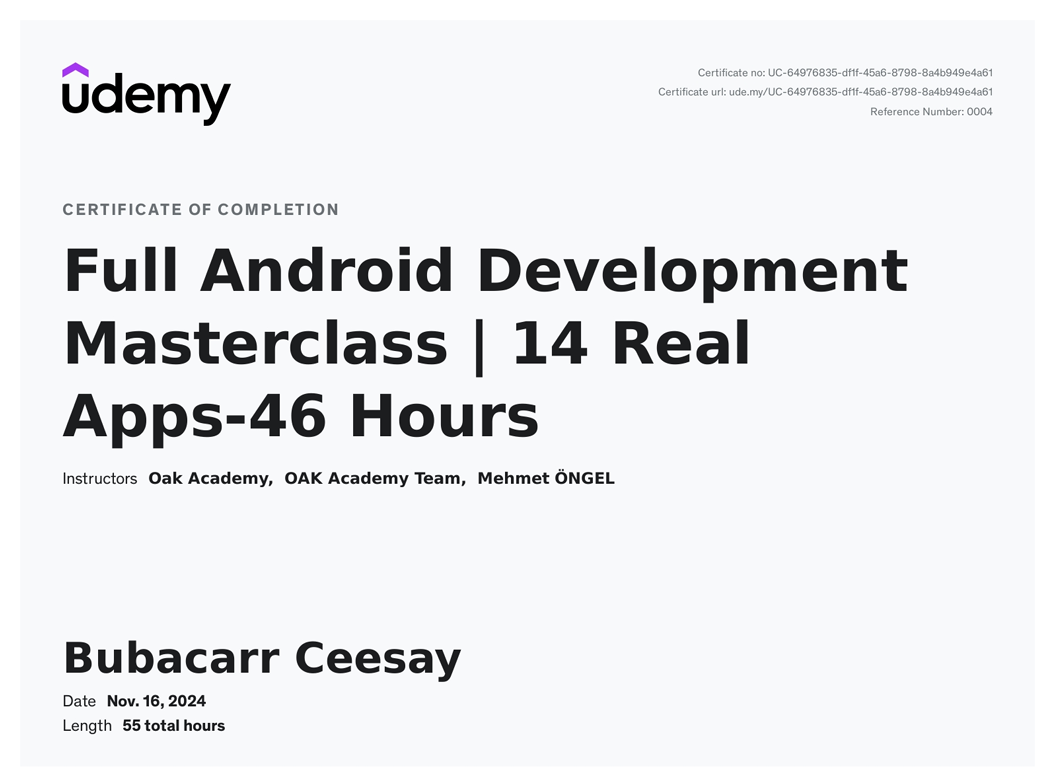 udemy
Certificate no: UC-64976835-df1f-45a6-8798-8a4b949e4a61
Certificate url: ude.my/UC-64976835-df1f-45a6-8798-8a4b949e4a61
Reference Number: 0004
CERTIFICATE OF COMPLETION
Full Android Development
Masterclass | 14 Real
Apps-46 Hours
Instructors Oak Academy, OAK Academy Team, Mehmet ÖNGEL
Bubacarr Ceesay
Date Nov. 16, 2024
Length 55 total hours